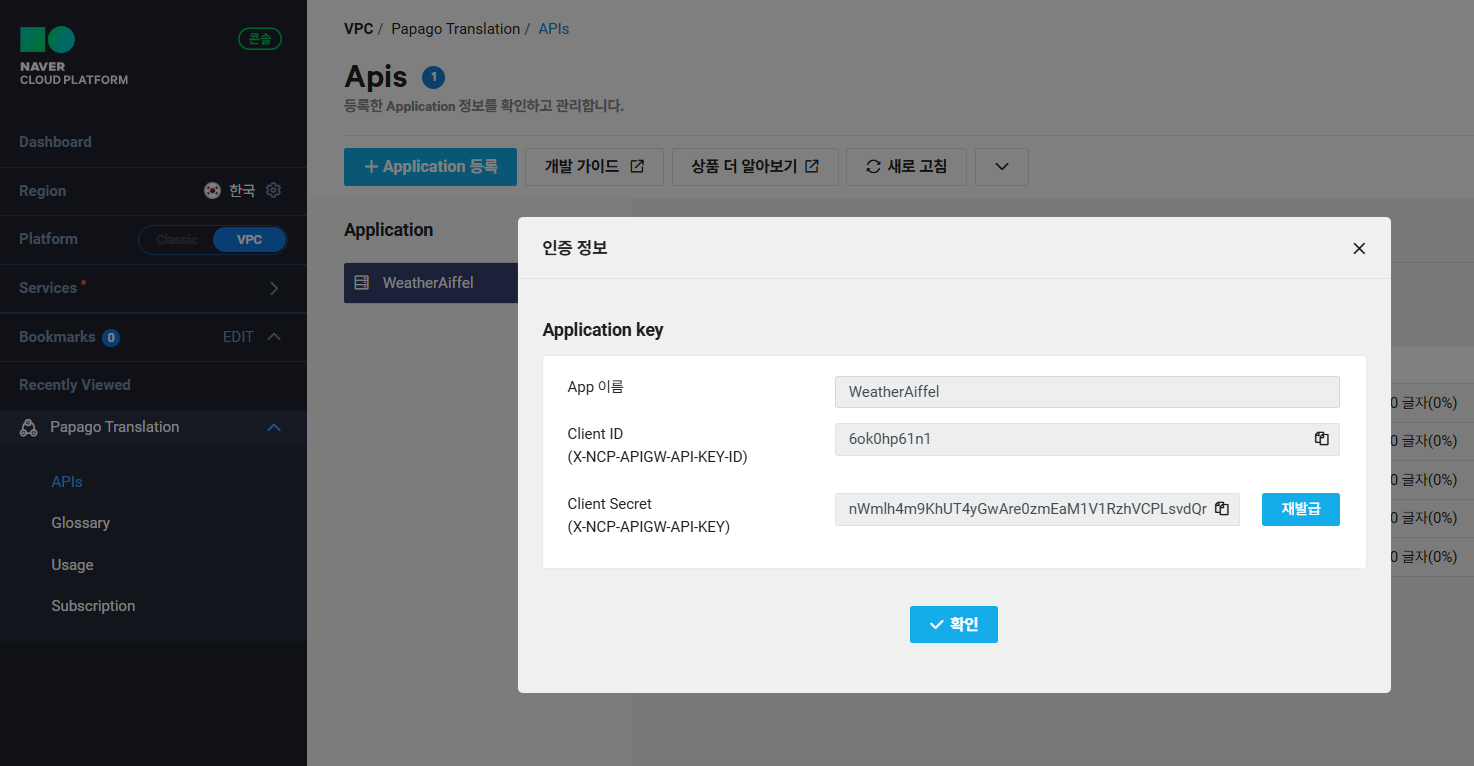 NAVER
CLOUD PLATFORM
콘솔
Dashboard
Region 한국
Platform Classic VPC
Services
Bookmarks 0 EDIT
Recently Viewed
Papago Translation
APIs
Glossary
Usage
Subscription
VPC / Papago Translation / APIs
Apis 1
등록한 Application 정보를 확인하고 관리합니다.
+ Application 등록 개발 가이드 상품 더 알아보기 새로 고침
Application
WeatherAiffel
인증 정보
Application key
App 이름 WeatherAiffel
Client ID 6ok0hp61n1
(X-NCP-APIGW-API-KEY-ID)
Client Secret nWmlh4m9KhUT4yGwAre0zmEaM1V1RzhVCPLsvdQr 재발급
(X-NCP-APIGW-API-KEY)
확인
0 글자(0%)
0 글자(0%)
0 글자(0%)
0 글자(0%)
0 글자(0%)